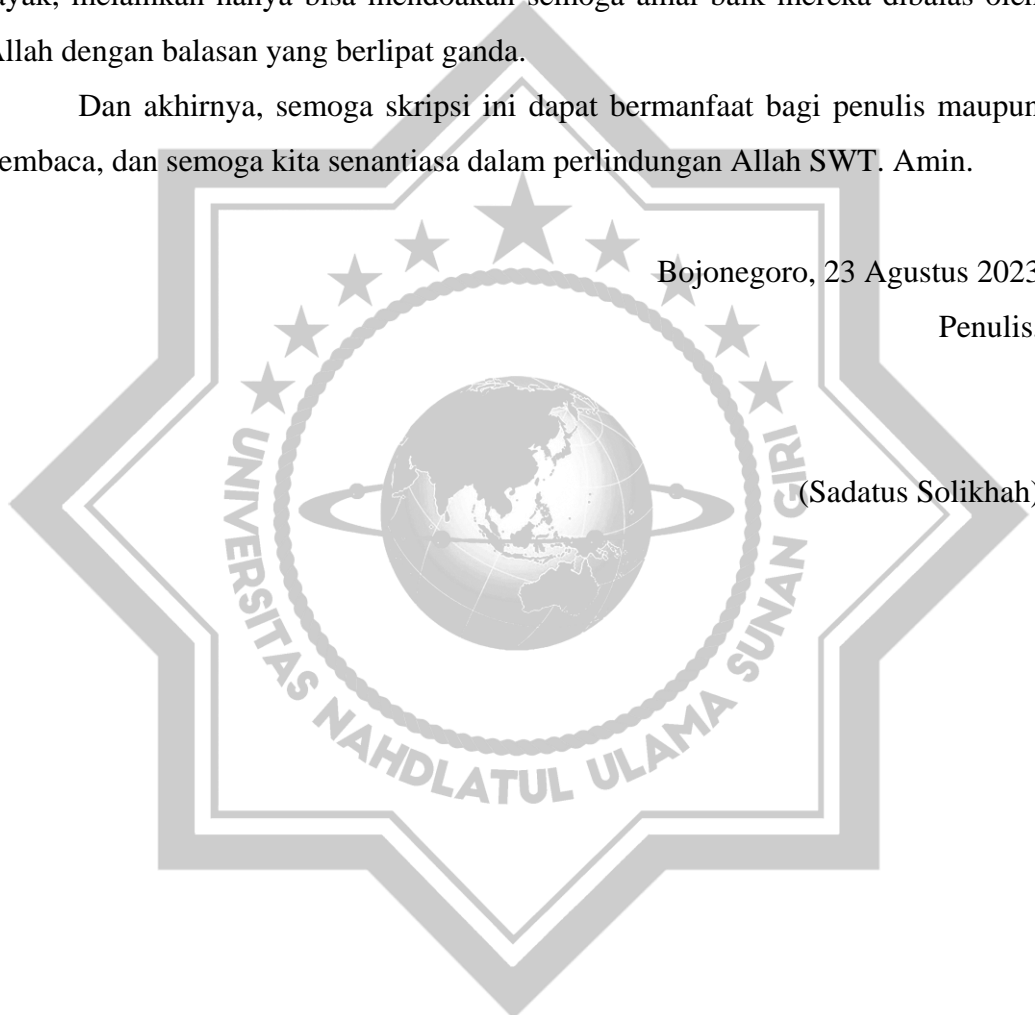 ayak, melainkan hanya bisa mendoakan semoga amal baik mereka dibalas oleh
Allah dengan balasan yang berlipat ganda.
Dan akhirnya, semoga skripsi ini dapat bermanfaat bagi penulis maupun
embaca, dan semoga kita senantiasa dalam perlindungan Allah SWT. Amin.
Bojonegoro, 23 Agustus 2023
Penulis.
(Sadatus Solikhah)
UNIVERSITAS NAHDLATUL ULAMA SUNAN GIRI